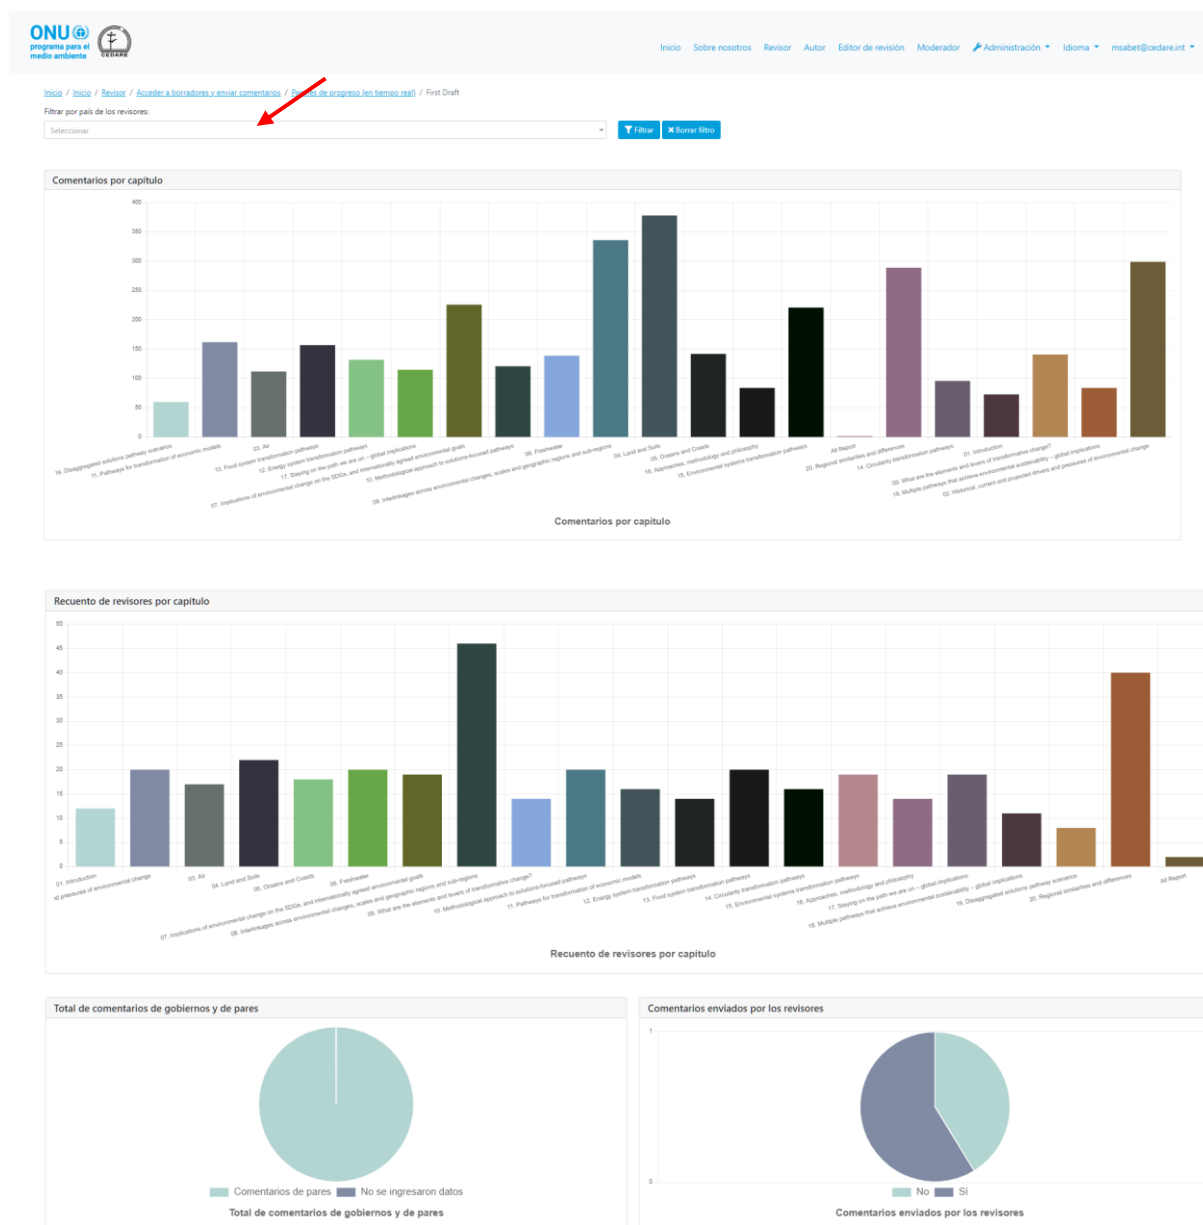 ONU
programa para el
medio ambiente
CEDARE
Inicio Sobre nosotros Revisor Autor Editor de revisión Moderador Administración Idioma msabet@cedare.int
Inicio / Inicio / Revisor / Acceder a borradores y enviar comentarios / de progreso (en tiempo real) / First Draft
Filtrar por país de los revisores:
Seleccionar
Filtrar
Borrar filtro
Comentarios por capítulo
400
350
300
250
200
150
100
50
0
19. Disaggregated solutions pathway scenarios
11. Pathways for transformation of economic models
03. Air
13. Food system transformation pathways
12. Energy system transformation pathways
17. Staying on the path we are on – global implications
07. Implications of environmental change on the SDGs, and internationally agreed environmental goals
10. Methodological approach to solutions-focused pathways
06. Freshwater
08. Interlinkages across environmental changes, scales and geographic regions and sub-regions
04. Land and Soils
05. Oceans and Coasts
16. Approaches, methodology and philosophy
15. Environmental systems transformation pathways
All Report
20. Regional similarities and differences
14. Circularity transformation pathways
01. Introduction
09. What are the elements and levers of transformative change?
18. Multiple pathways that achieve environmental sustainability – global implications
02. Historical, current and projected drivers and pressures of environmental change
Comentarios por capítulo
Recuento de revisores por capítulo
50
45
40
35
30
25
20
15
10
5
0
01. Introduction
pressures of environmental change
03. Air
04. Land and Soils
05. Oceans and Coasts
06. Freshwater
07. Implications of environmental change on the SDGs, and internationally agreed environmental goals
08. Interlinkages across environmental changes, scales and geographic regions and sub-regions
09. What are the elements and levers of transformative change?
10. Methodological approach to solutions-focused pathways
11. Pathways for transformation of economic models
12. Energy system transformation pathways
13. Food system transformation pathways
14. Circularity transformation pathways
15. Environmental systems transformation pathways
16. Approaches, methodology and philosophy
17. Staying on the path we are on – global implications
18. Multiple pathways that achieve environmental sustainability – global implications
19. Disaggregated solutions pathway scenarios
20. Regional similarities and differences
All Report
Recuento de revisores por capítulo
Total de comentarios de gobiernos y de pares
Comentarios de pares No se ingresaron datos
Total de comentarios de gobiernos y de pares
Comentarios enviados por los revisores
1
0
No Sí
Comentarios enviados por los revisores